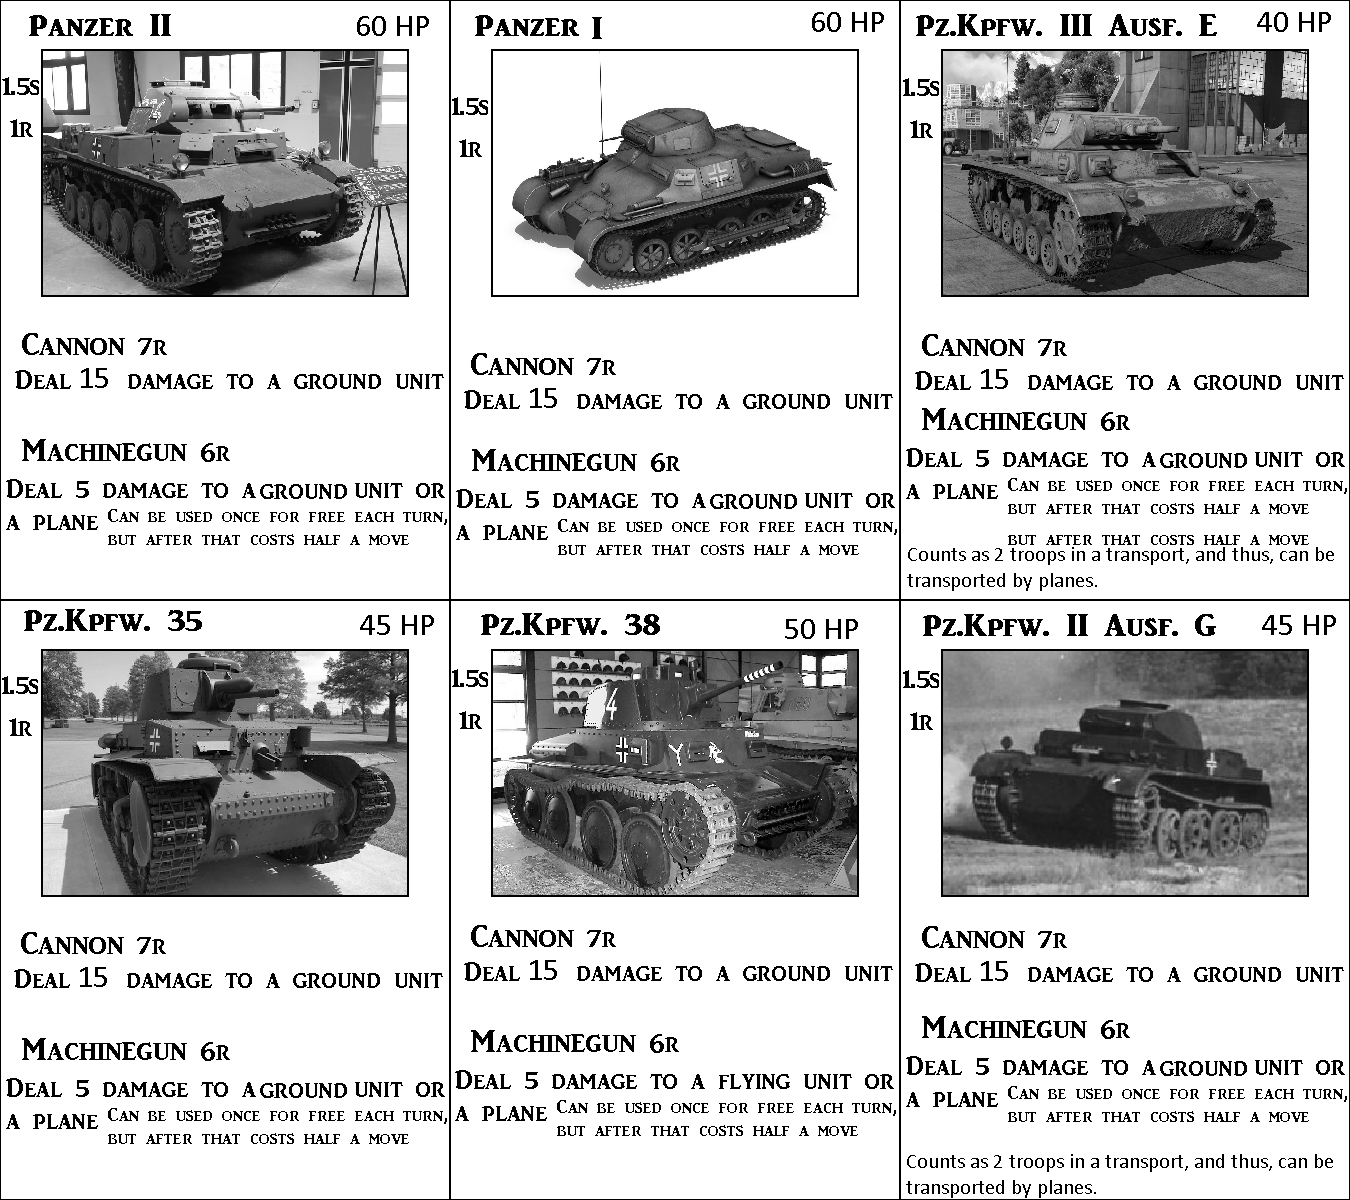 Panzer II 60 HP
1.5s
1r
Cannon 7r
Deal 15 damage to a ground unit
Machinegun 6r
Deal 5 damage to a ground unit or
a plane Can be used once for free each turn,
but after that costs half a move
Panzer I 60 HP
1.5s
1r
Cannon 7r
Deal 15 damage to a ground unit
Machinegun 6r
Deal 5 damage to a ground unit or
a plane Can be used once for free each turn,
but after that costs half a move
Pz.Kpfw. III Ausf. E 40 HP
1.5s
1r
Cannon 7r
Deal 15 damage to a ground unit
Machinegun 6r
Deal 5 damage to a ground unit or
a plane Can be used once for free each turn,
but after that costs half a move
but after that costs half a move
Counts as 2 troops in a transport, and thus, can be
transported by planes.
Pz.Kpfw. 35 45 HP
1.5s
1r
Cannon 7r
Deal 15 damage to a ground unit
Machinegun 6r
Deal 5 damage to a ground unit or
a plane Can be used once for free each turn,
but after that costs half a move
Pz.Kpfw. 38 50 HP
1.5s
1r
4
Y
Cannon 7r
Deal 15 damage to a ground unit
Machinegun 6r
Deal 5 damage to a flying unit or
a plane Can be used once for free each turn,
but after that costs half a move
Pz.Kpfw. II Ausf. G 45 HP
1.5s
1r
Cannon 7r
Deal 15 damage to a ground unit
Machinegun 6r
Deal 5 damage to a ground unit or
a plane Can be used once for free each turn,
but after that costs half a move
Counts as 2 troops in a transport, and thus, can be
transported by planes.